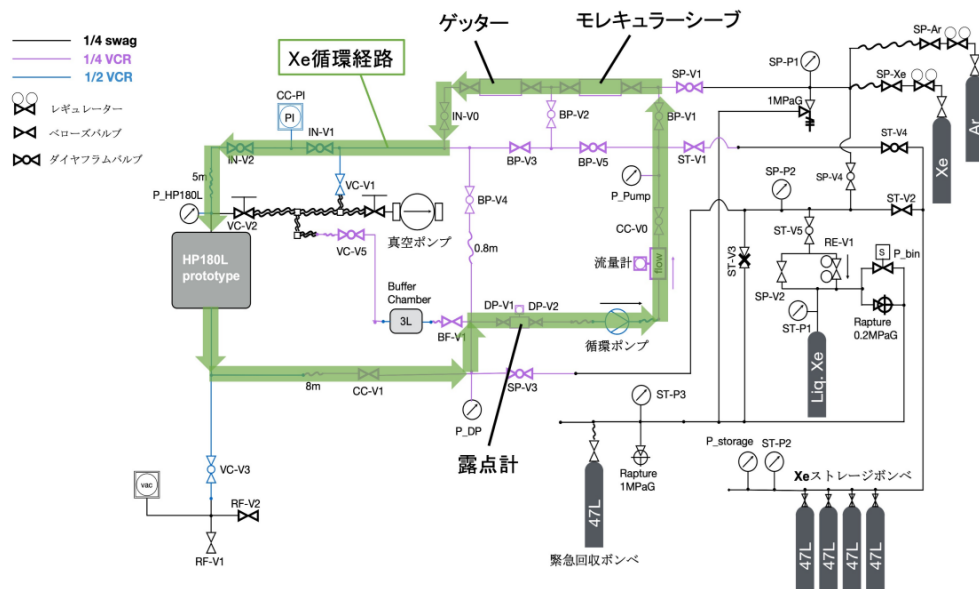 1/4 swag
1/4 VCR
1/2 VCR
レギュレーター
ベローズバルブ
ダイヤフラムバルブ
Xe循環経路
ゲッター
モレキュラーシーブ
SP-Ar
SP-P1
SP-Xe
SP-V1
1MPaG
Ar
Xe
CC-PI
PI
IN-V0
BP-V2
BP-V1
IN-V1
IN-V2
BP-V3
BP-V5
ST-V1
ST-V4
5m
VC-V1
P_HP180L
VC-V2
真空ポンプ
BP-V4
P_Pump
SP-P2
SP-V4
ST-V2
CC-V0
VC-V5
0.8m
ST-V5
RE-V1
S
P_bin
HP180L
prototype
流量計
flow
ST-V3
SP-V2
Buffer
Chamber
3L
BF-V1
DP-V1
DP-V2
循環ポンプ
ST-P1
Rapture
0.2MPaG
Liq. Xe
8m
CC-V1
SP-V3
P_DP
ST-P3
露点計
Rapture
1MPaG
P_storage
ST-P2
Xeストレージボンベ
VC-V3
vac
RF-V2
RF-V1
47L
緊急回収ボンベ
47L
47L
47L
47L